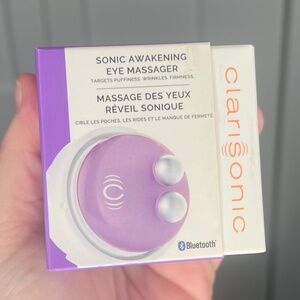 SONIC AWAKENING
EYE MASSAGER
TARGETS PUFFINESS, WRINKLES, FIRMNESS.
MASSAGE DES YEUX
RÉVEIL SONIQUE
CIBLE LES POCHES, LES RIDES ET LE MANQUE DE FERMETÉ
Bluetooth
clarisonic